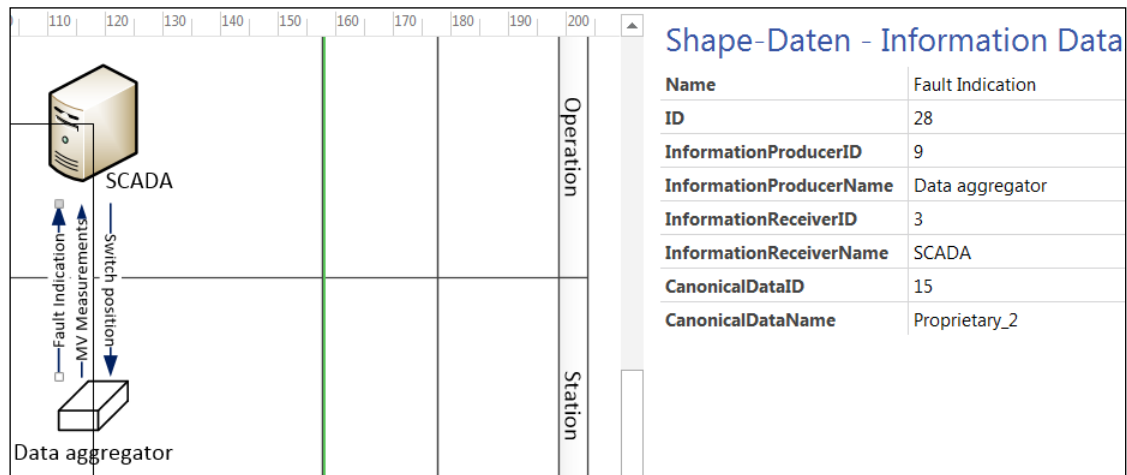 110 120 130 140 150 160 170 180 190 200
Operation
SCADA
Fault Indication
MV Measurements
Switch position
Station
Data aggregator
Shape-Daten - Information Data
Name Fault Indication
ID 28
InformationProducerID 9
InformationProducerName Data aggregator
InformationReceiverID 3
InformationReceiverName SCADA
CanonicalDataID 15
CanonicalDataName Proprietary_2